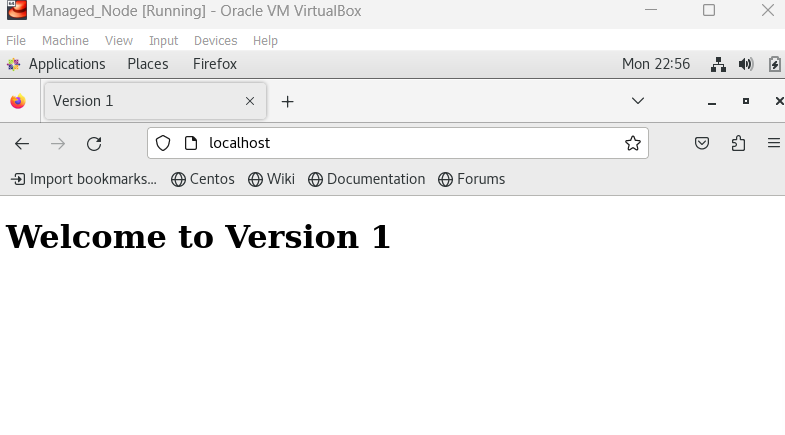 Managed_Node [Running] - Oracle VM VirtualBox
File Machine View Input Devices Help
Applications Places Firefox Mon 22:56
Version 1
localhost
Import bookmarks... Centos Wiki Documentation Forums
Welcome to Version 1